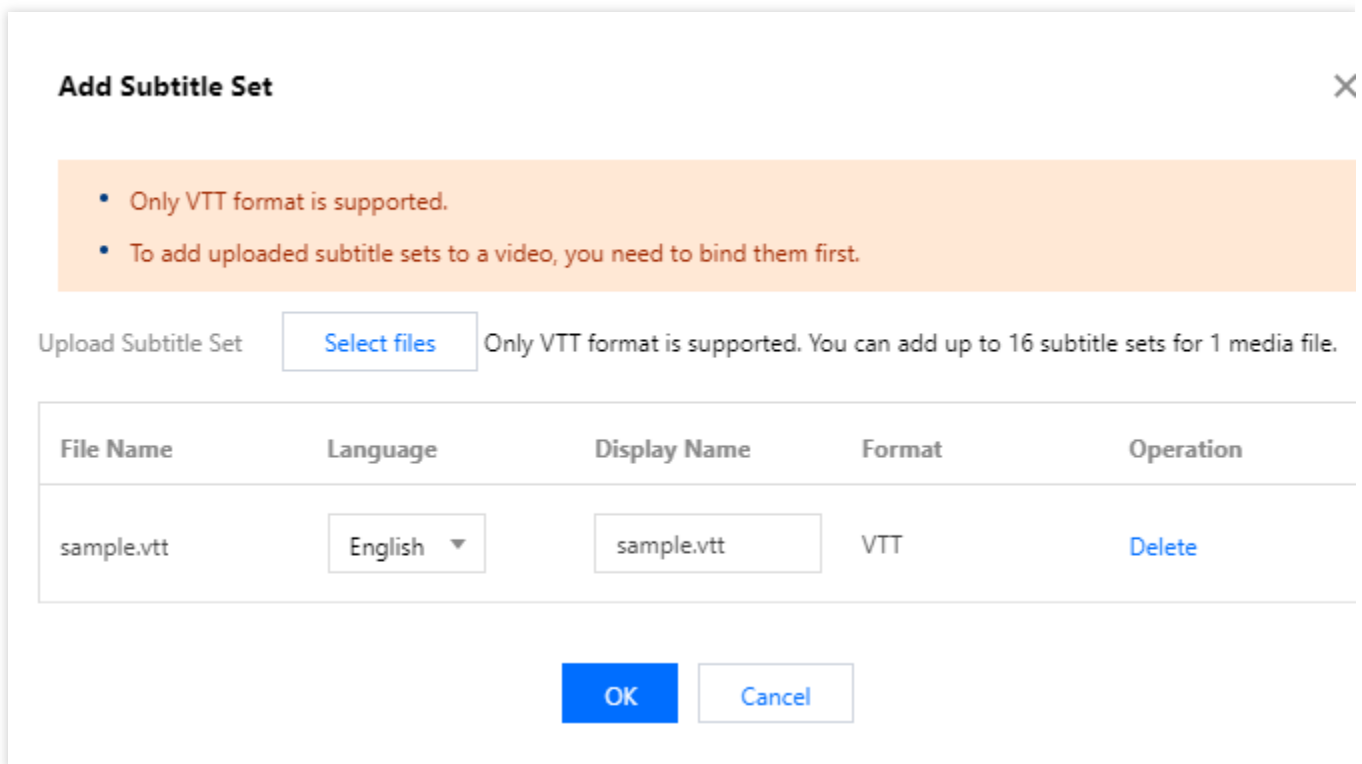 Add Subtitle Set
Only VTT format is supported.
To add uploaded subtitle sets to a video, you need to bind them first.
Upload Subtitle Set Select files Only VTT format is supported. You can add up to 16 subtitle sets for 1 media file.
File Name Language Display Name Format Operation
sample.vtt English sample.vtt VTT Delete
OK Cancel